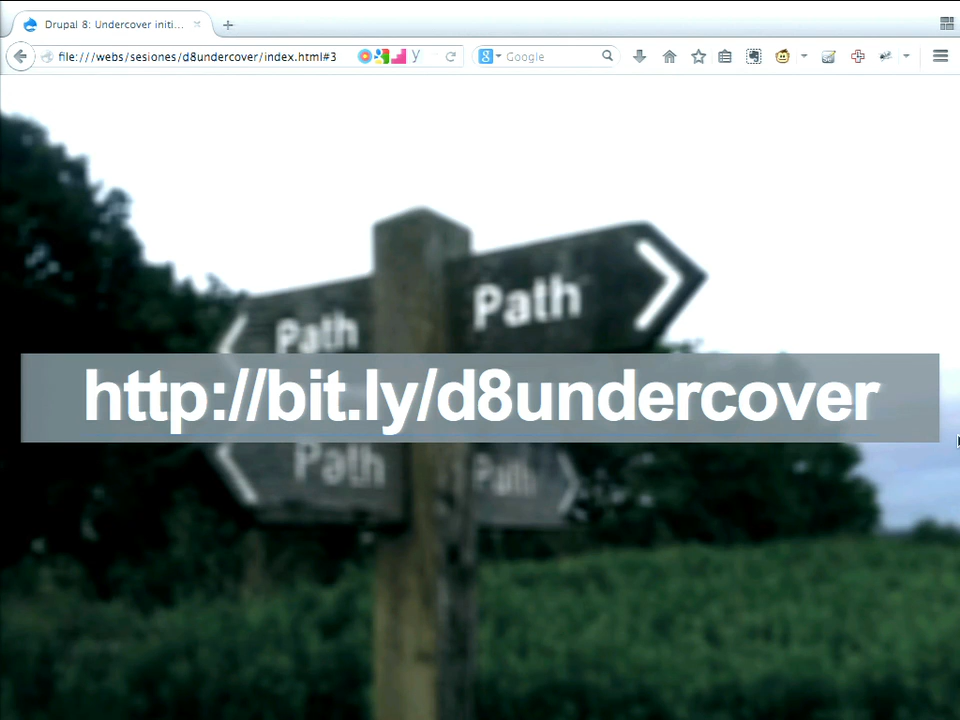 Drupal 8: Undercover initi...
file:///webs/sesiones/d8undercover/index.html#3
Google
Path
Path
http://bit.ly/d8undercover
Path
Path